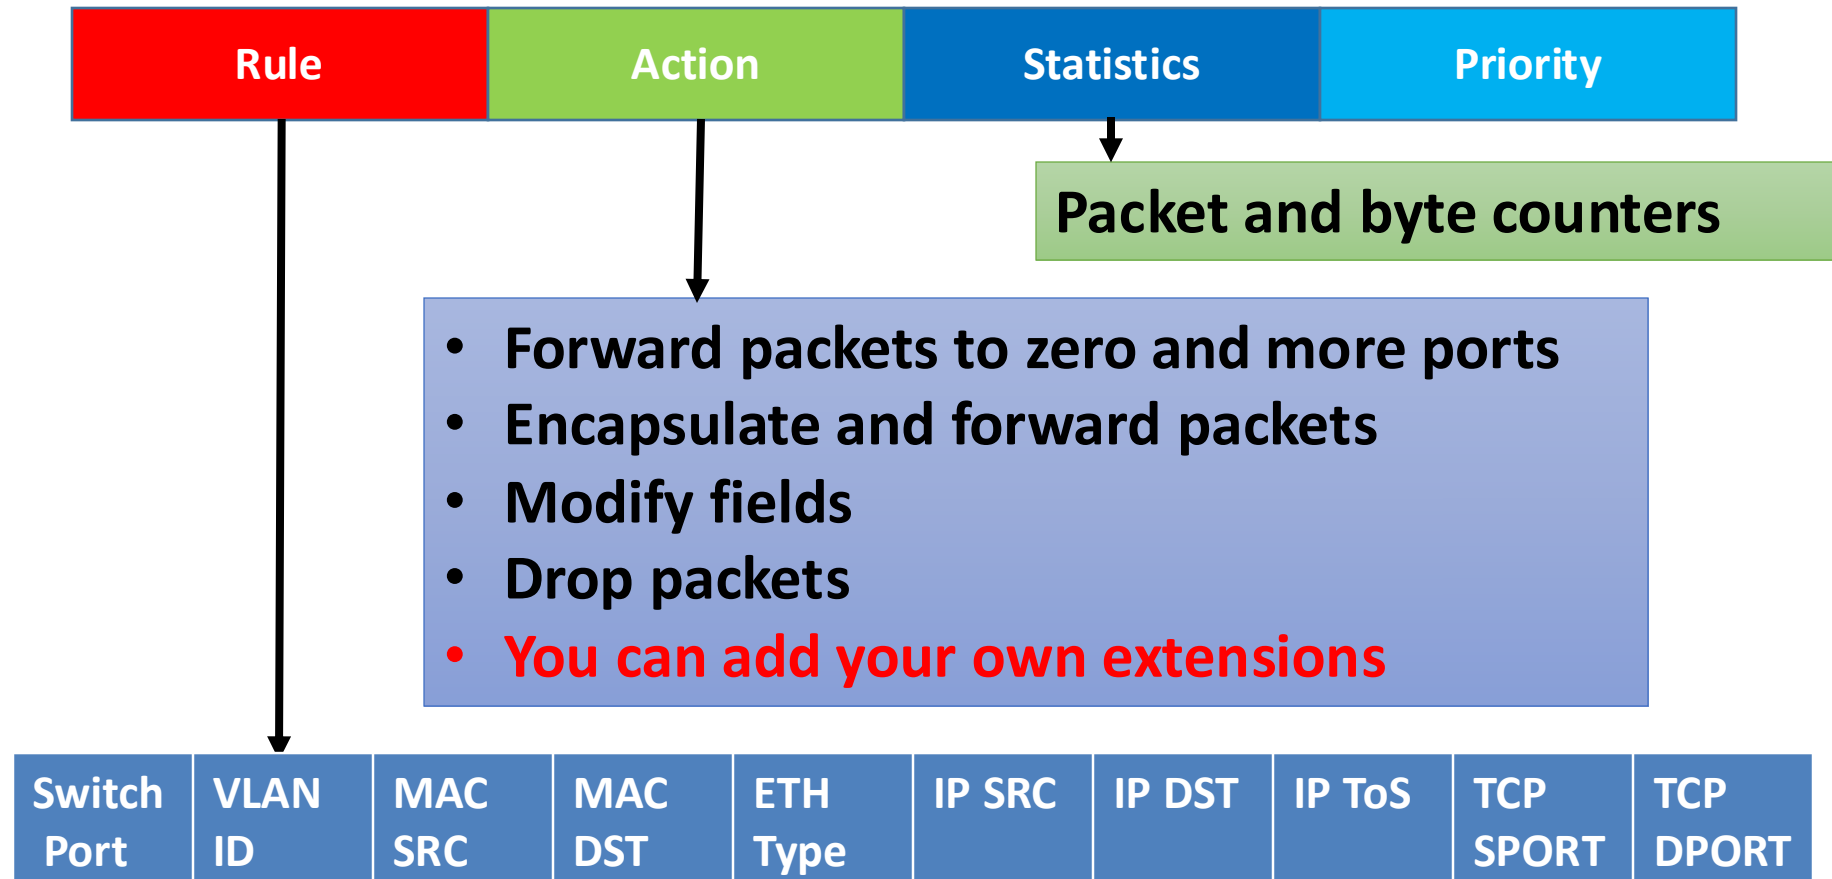 Rule Action Statistics Priority
Packet and byte counters
• Forward packets to zero and more ports
• Encapsulate and forward packets
• Modify fields
• Drop packets
• You can add your own extensions
Switch Port
VLAN ID
MAC SRC
MAC DST
ETH Type
IP SRC
IP DST
IP ToS
TCP SPORT
TCP DPORT